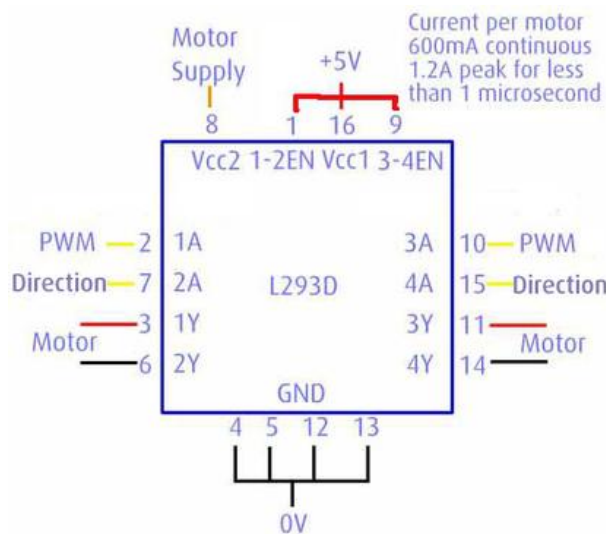 Motor
Supply
+5V
Current per motor
600mA continuous
1.2A peak for less
than 1 microsecond
8 1 16 9
Vcc2 1-2EN Vcc1 3-4EN
PWM 2 1A 3A 10 PWM
Direction 7 2A L293D 4A 15 Direction
Motor 3 1Y 3Y 11 Motor
6 2Y 4Y 14
GND
4 5 12 13
0V